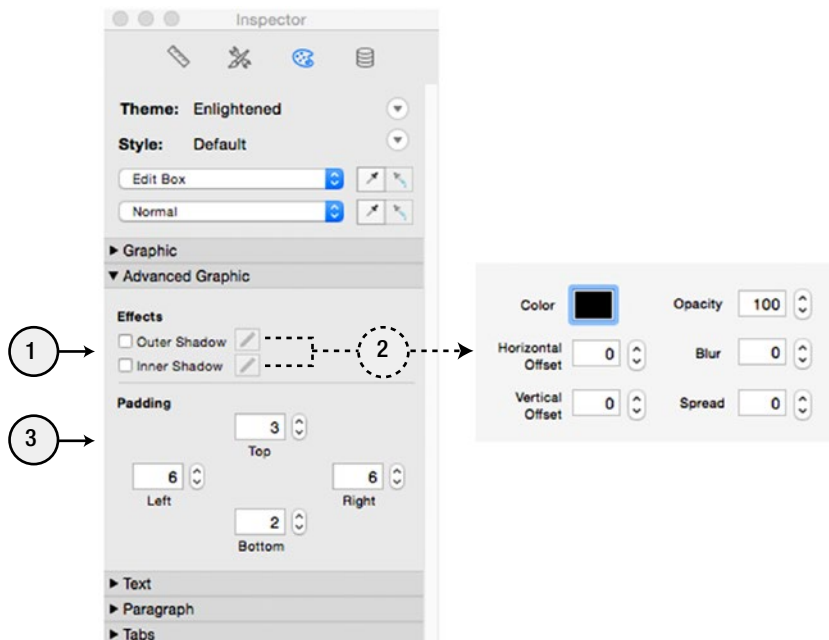 Inspector
Theme: Enlightened
Style: Default
Edit Box
Normal
Graphic
Advanced Graphic
Effects
1
Outer Shadow
Inner Shadow
2
Padding
3
3
Top
6
Left
6
Right
2
Bottom
Text
Paragraph
Tabs
Color
Opacity 100
Horizontal
Offset
0
Blur 0
Vertical
Offset
0
Spread 0